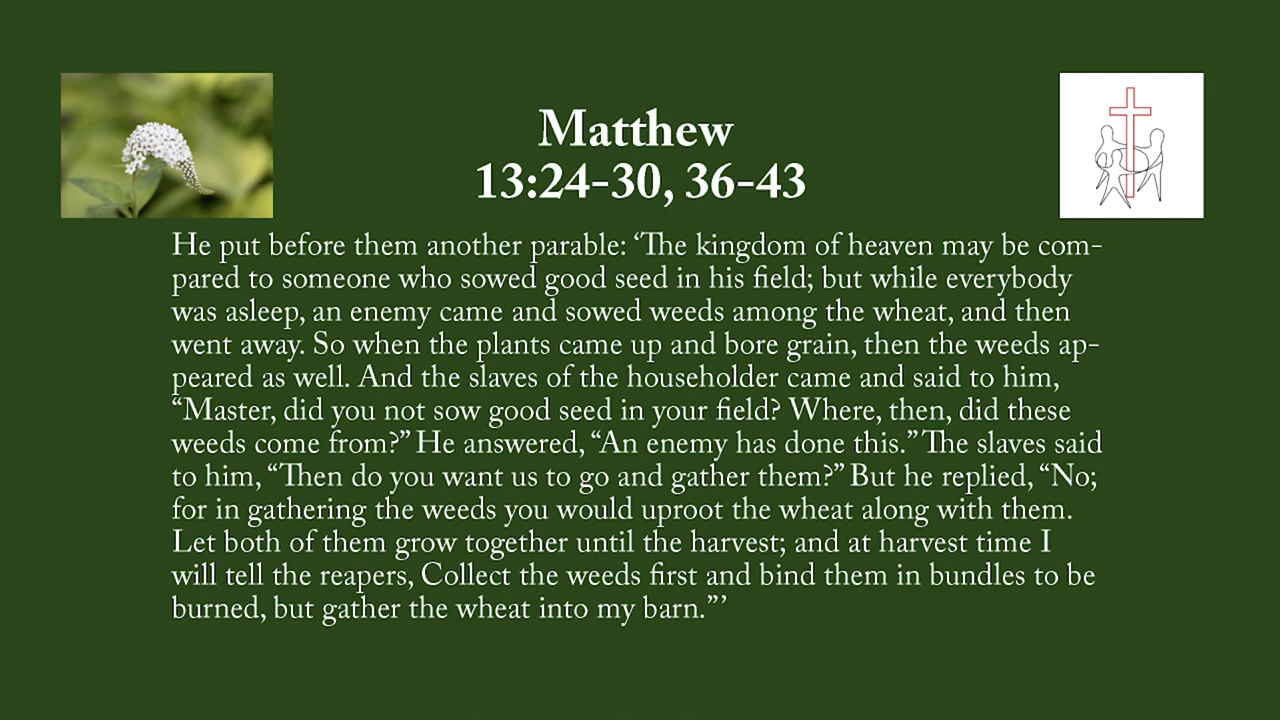 Matthew
13:24-30, 36-43
He put before them another parable: ‘The kingdom of heaven may be com-
pared to someone who sowed good seed in his field; but while everybody
was asleep, an enemy came and sowed weeds among the wheat, and then
went away. So when the plants came up and bore grain, then the weeds ap-
peared as well. And the slaves of the householder came and said to him,
“Master, did you not sow good seed in your field? Where, then, did these
weeds come from?” He answered, “An enemy has done this.” The slaves said
to him, “Then do you want us to go and gather them?” But he replied, “No;
for in gathering the weeds you would uproot the wheat along with them.
Let both of them grow together until the harvest; and at harvest time I
will tell the reapers, Collect the weeds first and bind them in bundles to be
burned, but gather the wheat into my barn.”’